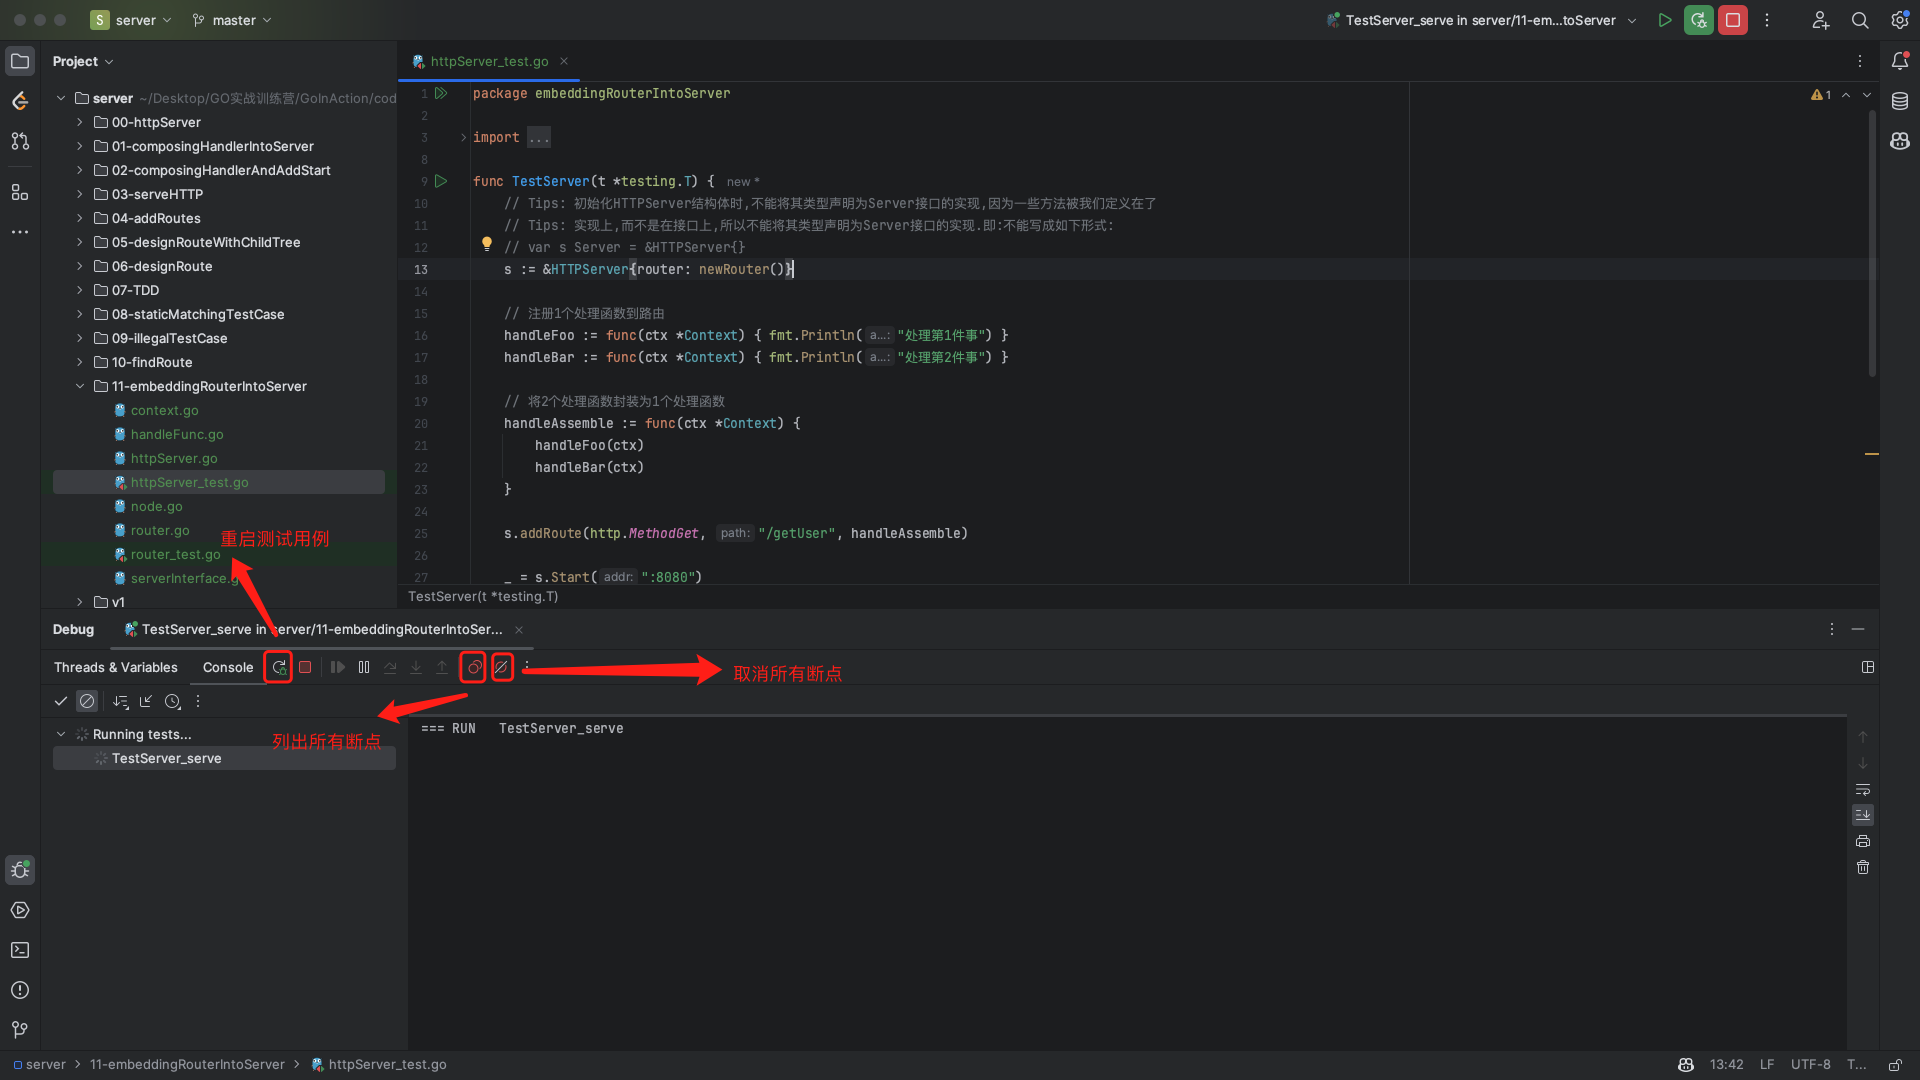 S server master TestServer_serve in server/11-em...toServer
Project httpServer_test.go
server ~/Desktop/GO实战训练营/GoInAction/cod
00-httpServer
01-composingHandlerIntoServer
02-composingHandlerAndAddStart
03-serveHTTP
04-addRoutes
05-designRouteWithChildTree
06-designRoute
07-TDD
08-staticMatchingTestCase
09-illegalTestCase
10-findRoute
11-embeddingRouterIntoServer
context.go
handleFunc.go
httpServer.go
httpServer_test.go
node.go
router.go
重启测试用例
router_test.go
serverInterface.g
v1
1 package embeddingRouterIntoServer
1
2
3 import ...
8
9 func TestServer(t *testing.T) { new *
10 // Tips: 初始化HTTPServer结构体时,不能将其类型声明为Server接口的实现,因为一些方法被我们定义在了
11 // Tips: 实现上,而不是在接口上,所以不能将其类型声明为Server接口的实现.即:不能写成如下形式:
12 // var s Server = &HTTPServer{}
13 s := &HTTPServer{router: newRouter()}
14
15 // 注册1个处理函数到路由
16 handleFoo := func(ctx *Context) { fmt.Println( a...: "处理第1件事") }
17 handleBar := func(ctx *Context) { fmt.Println( a...: "处理第2件事") }
18
19 // 将2个处理函数封装为1个处理函数
20 handleAssemble := func(ctx *Context) {
21 handleFoo(ctx)
22 handleBar(ctx)
23 }
24
25 s.addRoute(http.MethodGet, path: "/getUser", handleAssemble)
26
27 _ = s.Start( addr: ":8080")
TestServer(t *testing.T)
Debug TestServer_serve in server/11-embeddingRouterIntoSer...
Threads & Variables Console
取消所有断点
列出所有断点
Running tests...
TestServer_serve
=== RUN   TestServer_serve
server > 11-embeddingRouterIntoServer > httpServer_test.go 13:42 LF UTF-8 T...